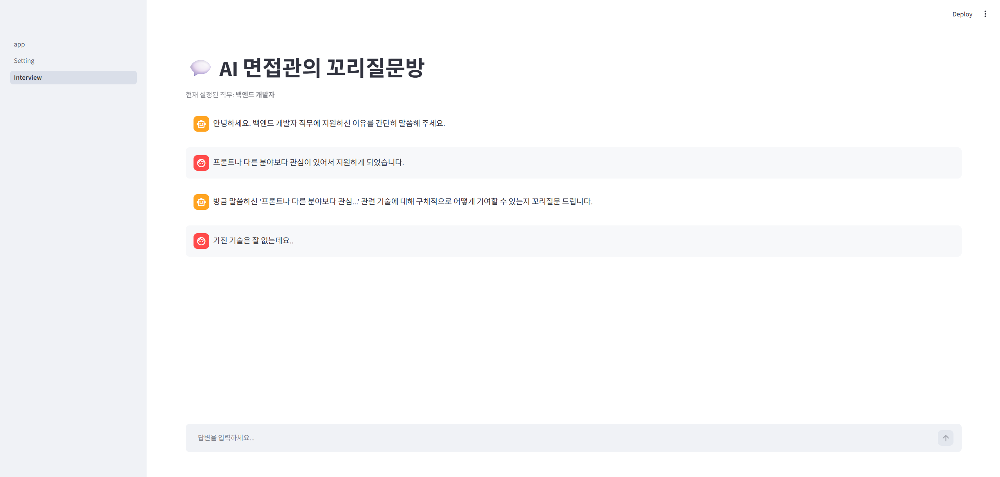 Deploy
app
Setting
Interview
AI 면접관의 꼬리질문방
현재 설정된 직무: 백엔드 개발자
안녕하세요. 백엔드 개발자 직무에 지원하신 이유를 간단히 말씀해 주세요.
프론트나 다른 분야보다 관심이 있어서 지원하게 되었습니다.
방금 말씀하신 '프론트나 다른 분야보다 관심...' 관련 기술에 대해 구체적으로 어떻게 기여할 수 있는지 꼬리질문 드립니다.
가진 기술은 잘 없는데요..
답변을 입력하세요...